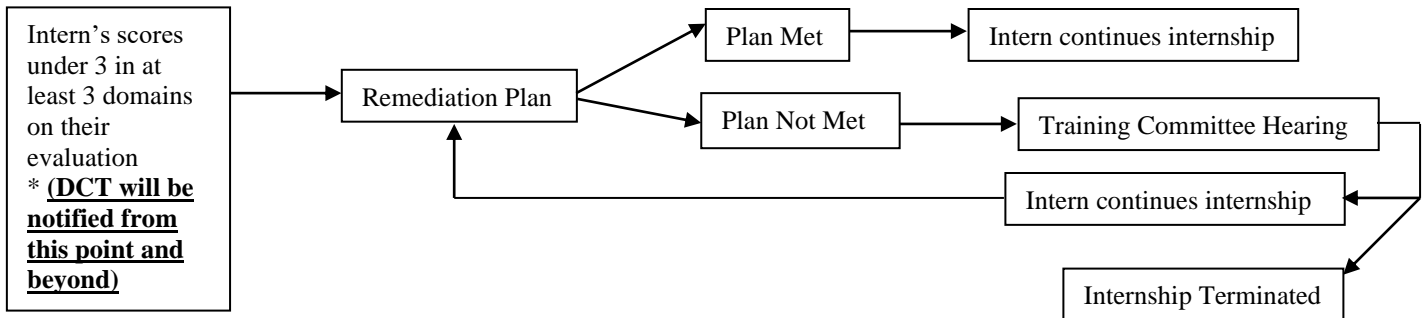 Intern's scores
under 3 in at
least 3 domains
on their
evaluation
* (DCT will be
notified from
this point and
beyond)
Remediation Plan
Plan Met
Intern continues internship
Plan Not Met
Training Committee Hearing
Intern continues internship
Internship Terminated